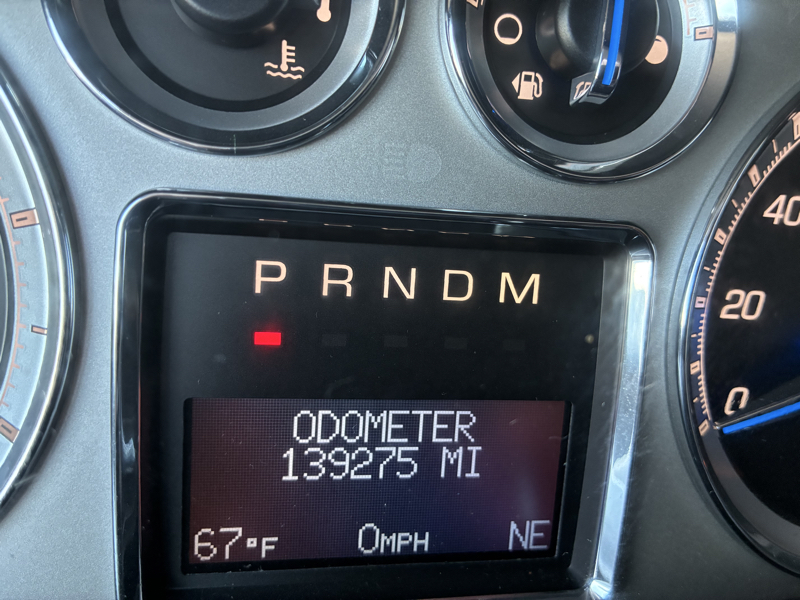 P R N D M
ODOMETER
139275 MI
67°F 0MPH NE
40
20
0